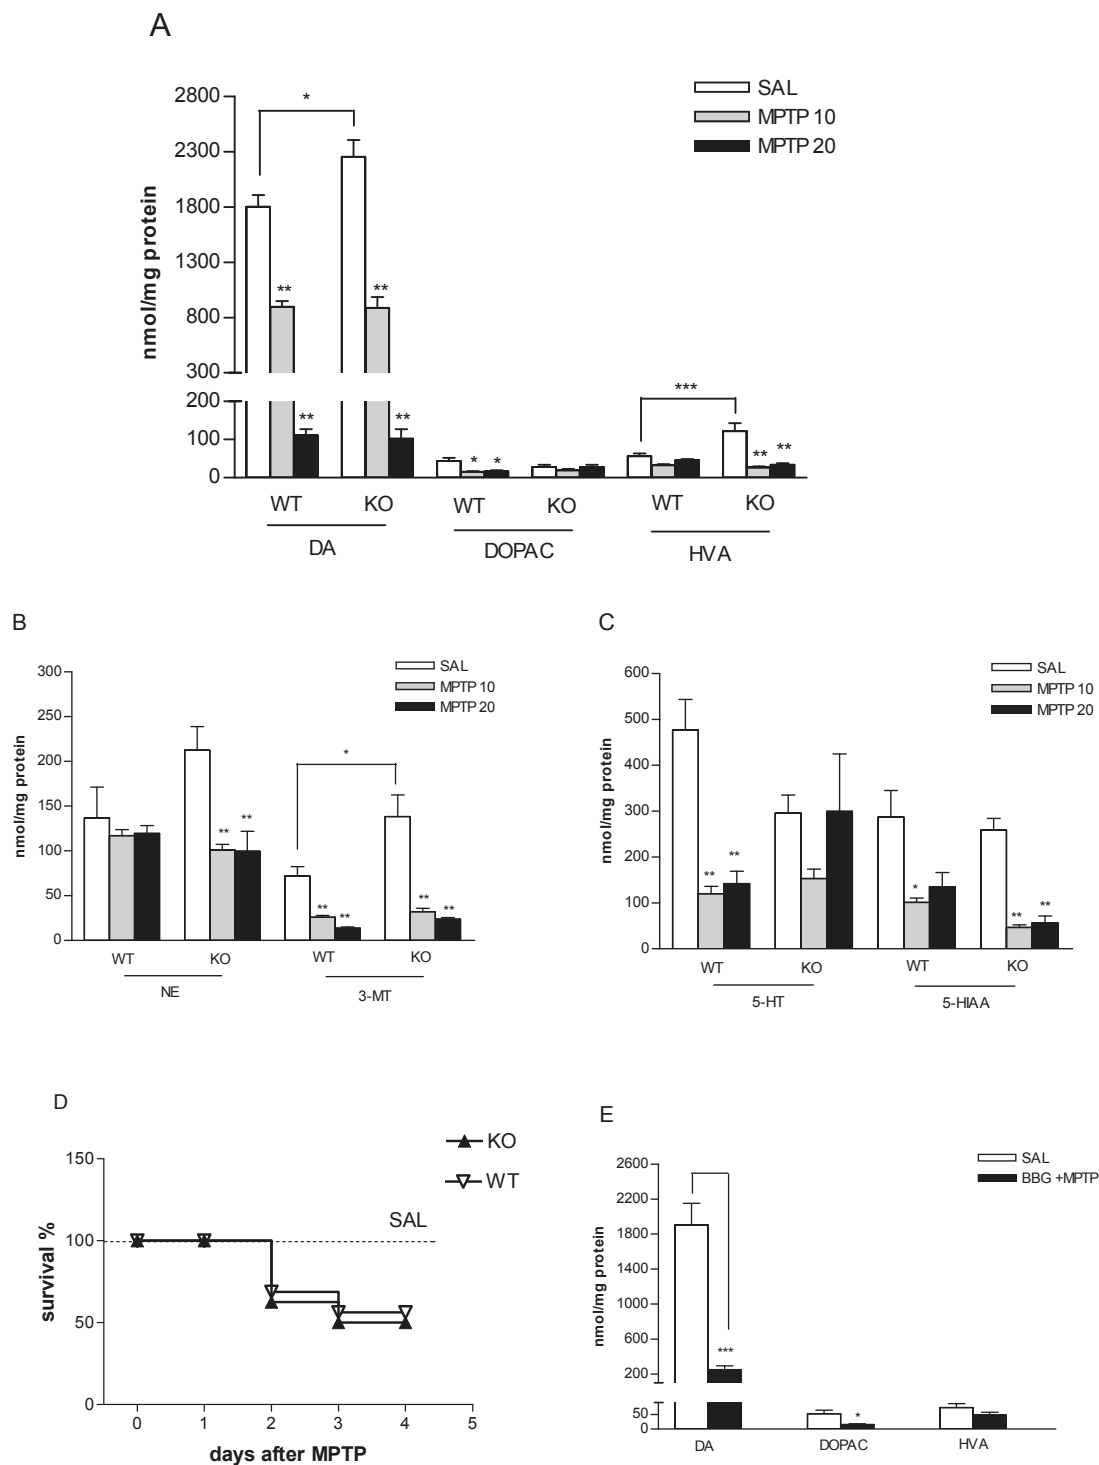 A
SAL
MPTP 10
MPTP 20
nmol/mg protein
2800
2300
1800
1300
800
300
200
100
0
*
**
**
**
**
*
*
***
**
**
WT
KO
WT
KO
WT
KO
DA
DOPAC
HVA
B
SAL
MPTP 10
MPTP 20
nmol/mg protein
300
250
200
150
100
50
0
**
**
*
**
**
**
**
WT
KO
WT
KO
NE
3-MT
C
SAL
MPTP 10
MPTP 20
nmol/mg protein
600
500
400
300
200
100
0
**
**
*
**
**
WT
KO
WT
KO
5-HT
5-HIAA
D
KO
WT
SAL
survival %
150
100
50
0
0 1 2 3 4 5
days after MPTP
E
SAL
BBG +MPTP
nmol/mg protein
2600
2200
1800
1400
1000
600
200
50
0
***
*
DA
DOPAC
HVA